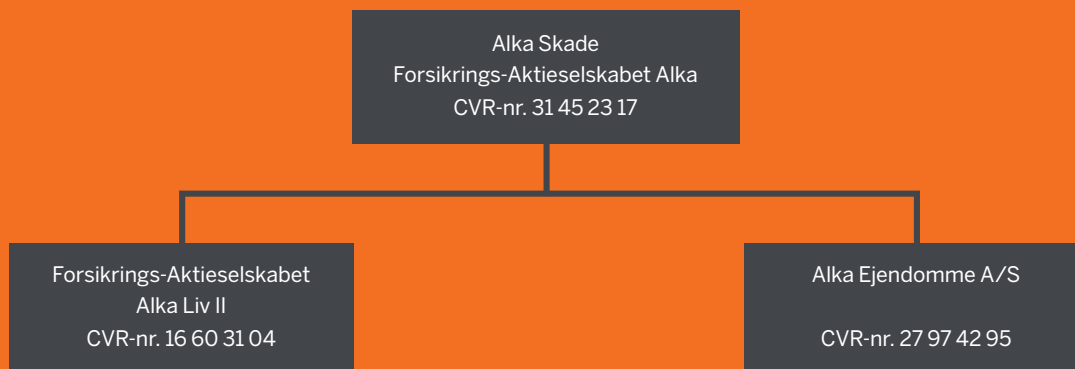 Alka Skade
Forsikrings-Aktieselskabet Alka
CVR-nr. 31 45 23 17
Forsikrings-Aktieselskabet
Alka Liv II
CVR-nr. 16 60 31 04
Alka Ejendomme A/S
CVR-nr. 27 97 42 95